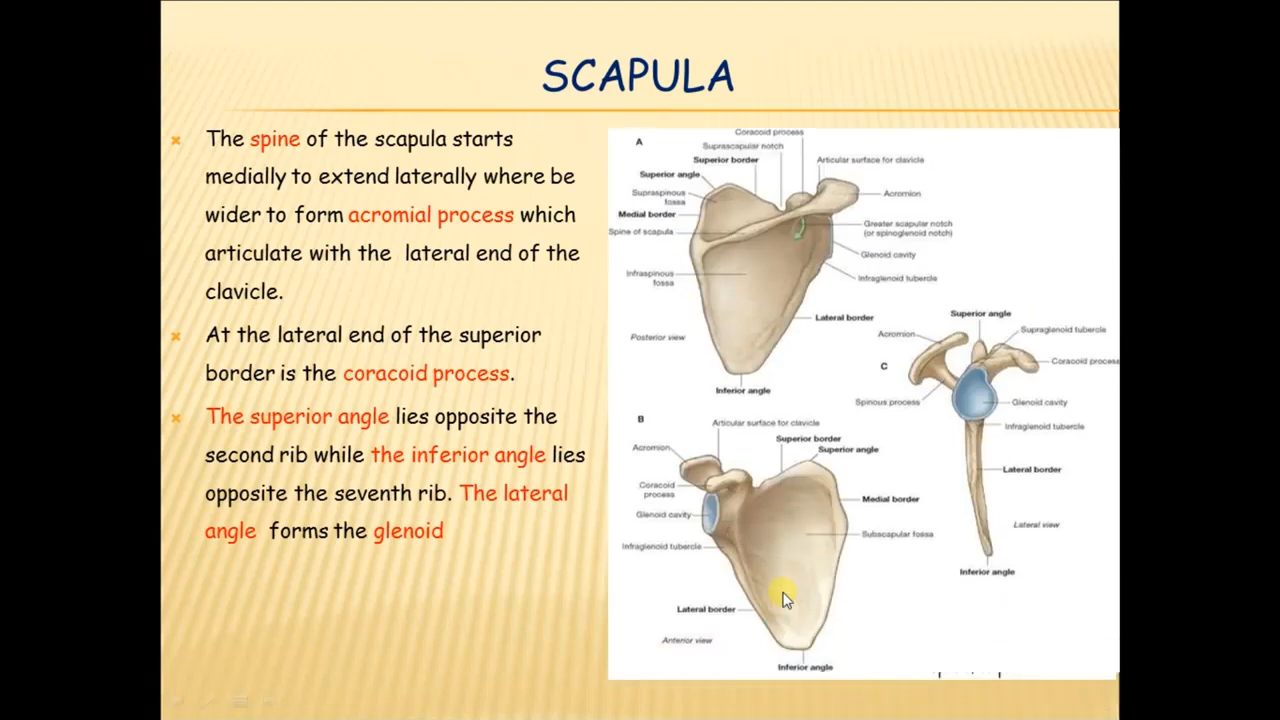 SCAPULA
The spine of the scapula starts
medially to extend laterally where be
wider to form acromial process which
articulate with the lateral end of the
clavicle.
At the lateral end of the superior
border is the coracoid process.
The superior angle lies opposite the
second rib while the inferior angle lies
opposite the seventh rib. The lateral
angle forms the glenoid
A
Coracoid process
Suprascapular notch
Superior border
Articular surface for clavicle
Superior angle
Supraspinous
fossa
Acromion
Medial border
Greater scapular notch
(or spinoglenoid notch)
Spine of scapula
Glenoid cavity
Infraspinous
fossa
Infraglenoid tubercle
Lateral border
Posterior view
Inferior angle
B
Articular surface for clavicle
Superior border
Superior angle
Acromion
Coracoid
process
Medial border
Glenoid cavity
Subscapular fossa
Infraglenoid tubercle
Lateral border
Anterior view
Inferior angle
C
Superior angle
Supraglenoid tubercle
Acromion
Coracoid process
Spinous process
Glenoid cavity
Infraglenoid tubercle
Lateral border
Lateral view
Inferior angle